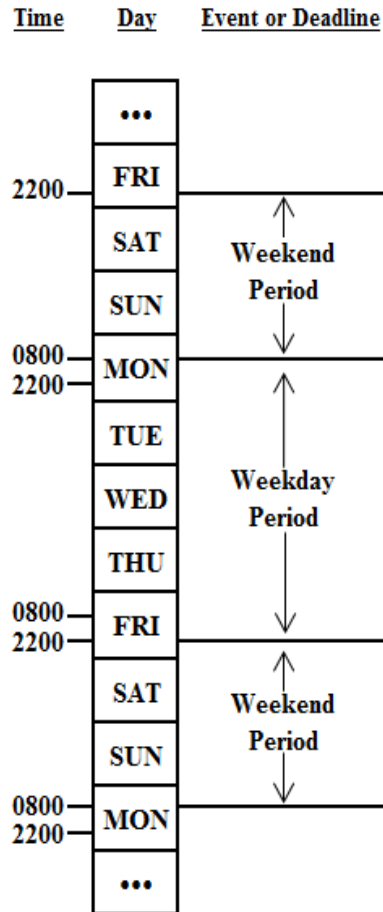 Time Day Event or Deadline
•••
FRI
2200
SAT
Weekend
Period
SUN
0800
MON
2200
TUE
WED
Weekday
Period
THU
0800
FRI
2200
SAT
Weekend
Period
SUN
0800
MON
2200
•••